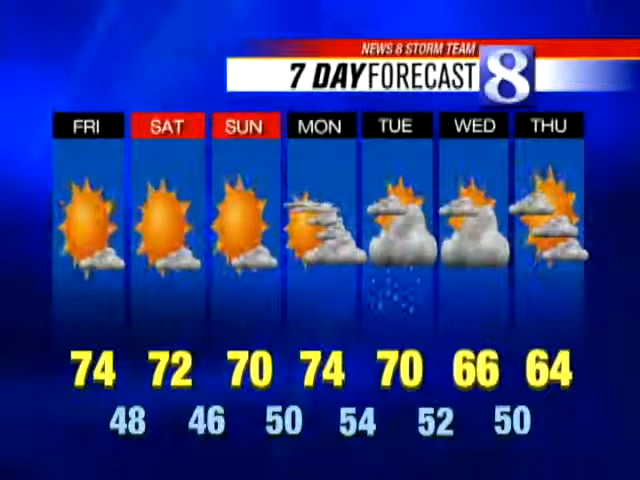 NEWS 8 STORM TEAM
7 DAY FORECAST 8
FRI SAT SUN MON TUE WED THU
74 72 70 74 70 66 64
48 46 50 54 52 50